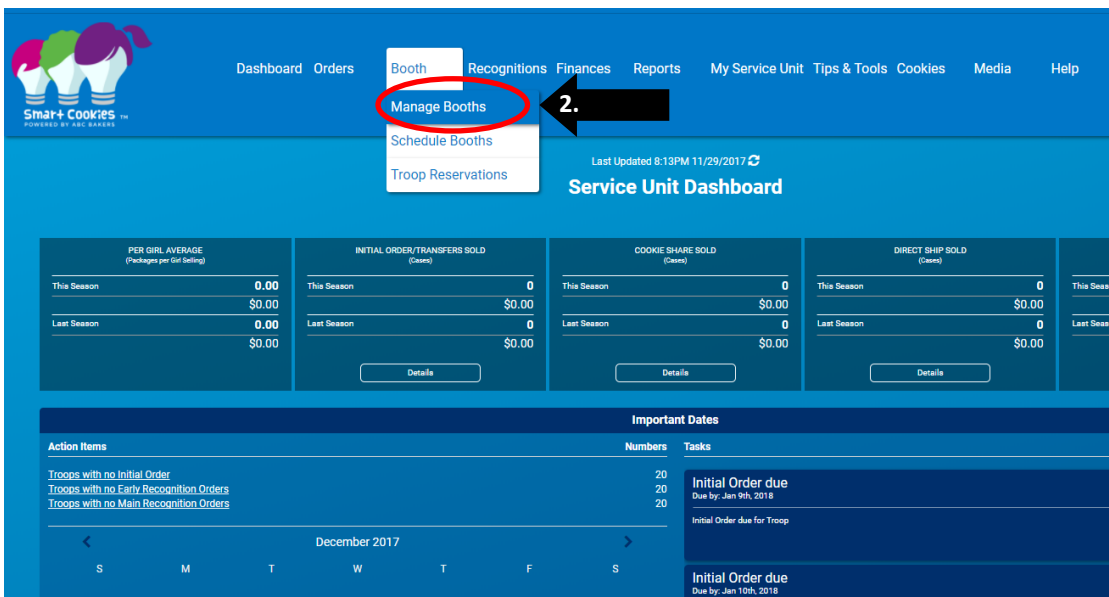 Smart Cookies TM
POWERED BY ABC BAKERS
Dashboard Orders Booth Recognitions Finances Reports My Service Unit Tips & Tools Cookies Media Help
Manage Booths
2.
Schedule Booths
Troop Reservations
Last Updated 8:13PM 11/29/2017
Service Unit Dashboard
PER GIRL AVERAGE
(Packages per Girl Selling)
This Season 0.00
$0.00
Last Season 0.00
$0.00
INITIAL ORDER/TRANSFERS SOLD
(Cases)
This Season 0
$0.00
Last Season 0
$0.00
Details
COOKIE SHARE SOLD
(Cases)
This Season 0
$0.00
Last Season 0
$0.00
Details
DIRECT SHIP SOLD
(Cases)
This Season 0
$0.00
Last Season 0
$0.00
Details
This Seas
Last Seas
Important Dates
Action Items Numbers
Troops with no Initial Order 20
Troops with no Early Recognition Orders 20
Troops with no Main Recognition Orders 20
December 2017
S M T W T F S
Tasks
Initial Order due
Due by: Jan 9th, 2018
Initial Order due for Troop
Initial Order due
Due by: Jan 10th, 2018